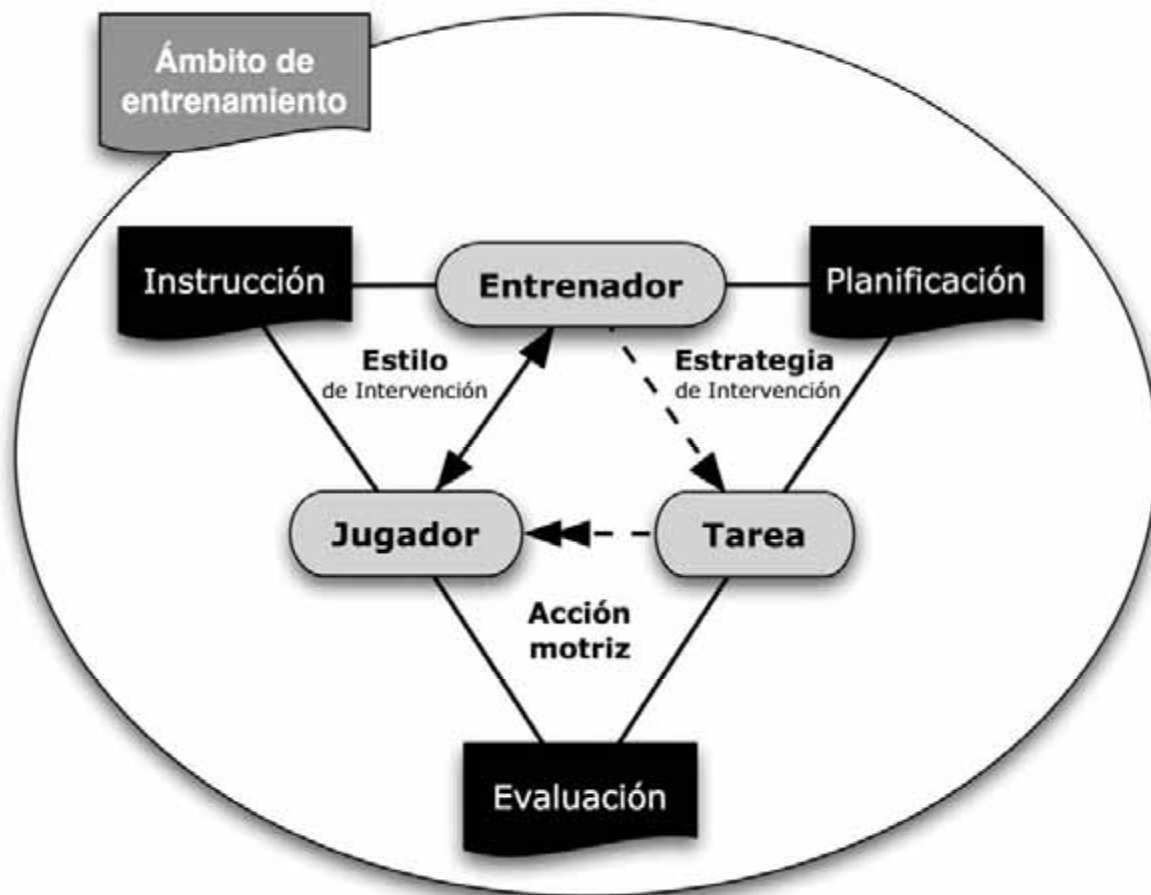 Ámbito de
entrenamiento
Instrucción
Entrenador
Planificación
Estilo
de Intervención
Estrategia
de Intervención
Jugador
Tarea
Acción
motriz
Evaluación